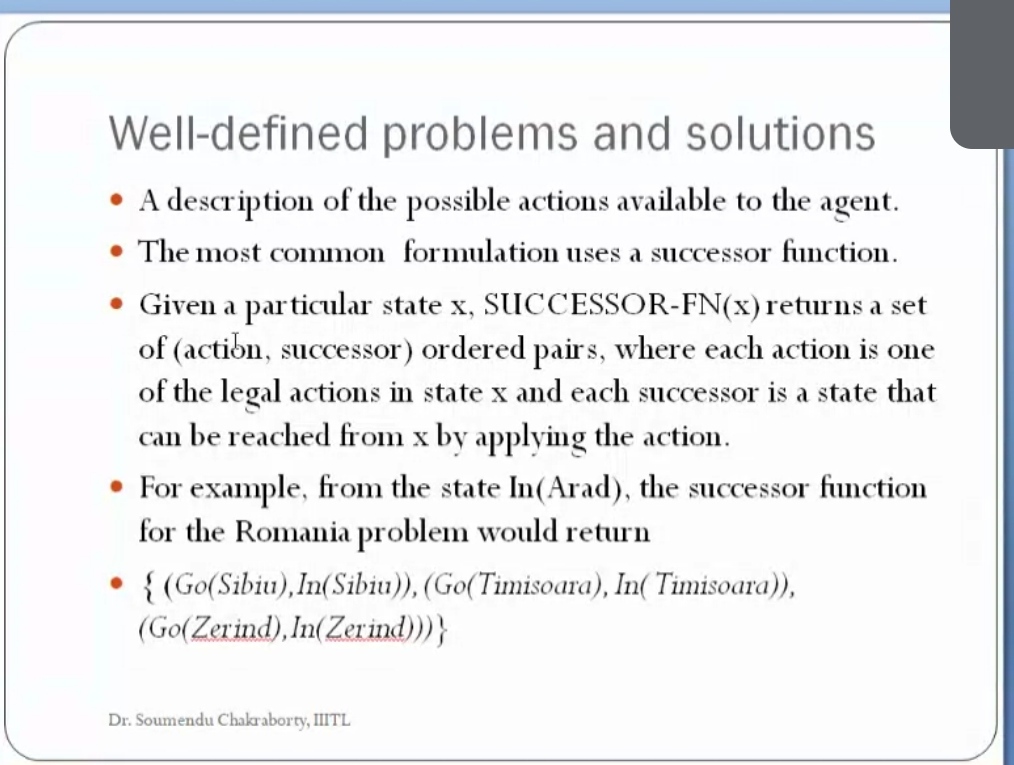 Well-defined problems and solutions
• A description of the possible actions available to the agent.
• The most common formulation uses a successor function.
• Given a particular state x, SUCCESSOR-FN(x) returns a set
of (action, successor) ordered pairs, where each action is one
of the legal actions in state x and each successor is a state that
can be reached from x by applying the action.
• For example, from the state In(Arad), the successor function
for the Romania problem would return
• { (Go(Sibiu),In(Sibiu)), (Go(Timisoara), In( Timisoara)),
(Go(Zerind),In(Zerind)))}
Dr. Soumendu Chakraborty, IIITL